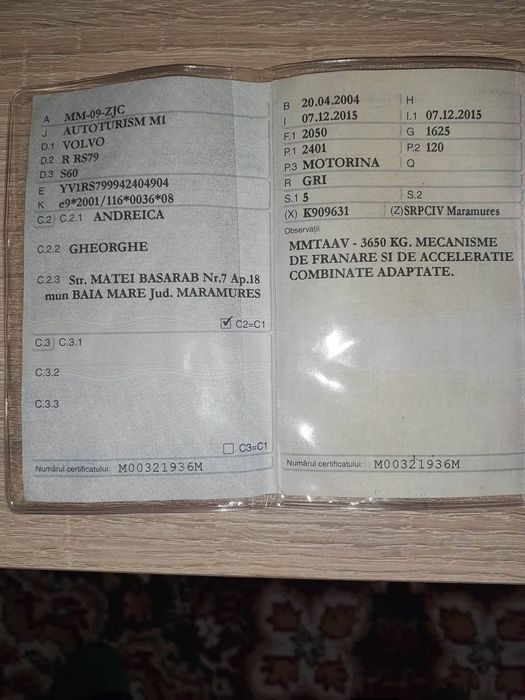 A MM-09-ZJC
J AUTOTURISM M1
D.1 VOLVO
D.2 R RS79
D.3 S60
E YV1RS799942404904
K e9*2001/116*0036*08
C.2 C.2.1 ANDREICA
C.2.2 GHEORGHE
C.2.3 Str. MATEI BASARAB Nr.7 Ap.18
mun BAIA MARE Jud. MARAMURES
C2=C1
C.3 C.3.1
C.3.2
C.3.3
C3=C1
Numărul certificatului: M00321936M
B 20.04.2004 H
I 07.12.2015 I.1 07.12.2015
F.1 2050 G 1625
P.1 2401 P.2 120
P.3 MOTORINA Q
R GRI
S.1 5 S.2
(X) K909631 (Z) SRPCIV Maramures
Observații
MMTAAV - 3650 KG. MECANISME
DE FRANARE SI DE ACCELERATIE
COMBINATE ADAPTATE.
Numărul certificatului: M00321936M